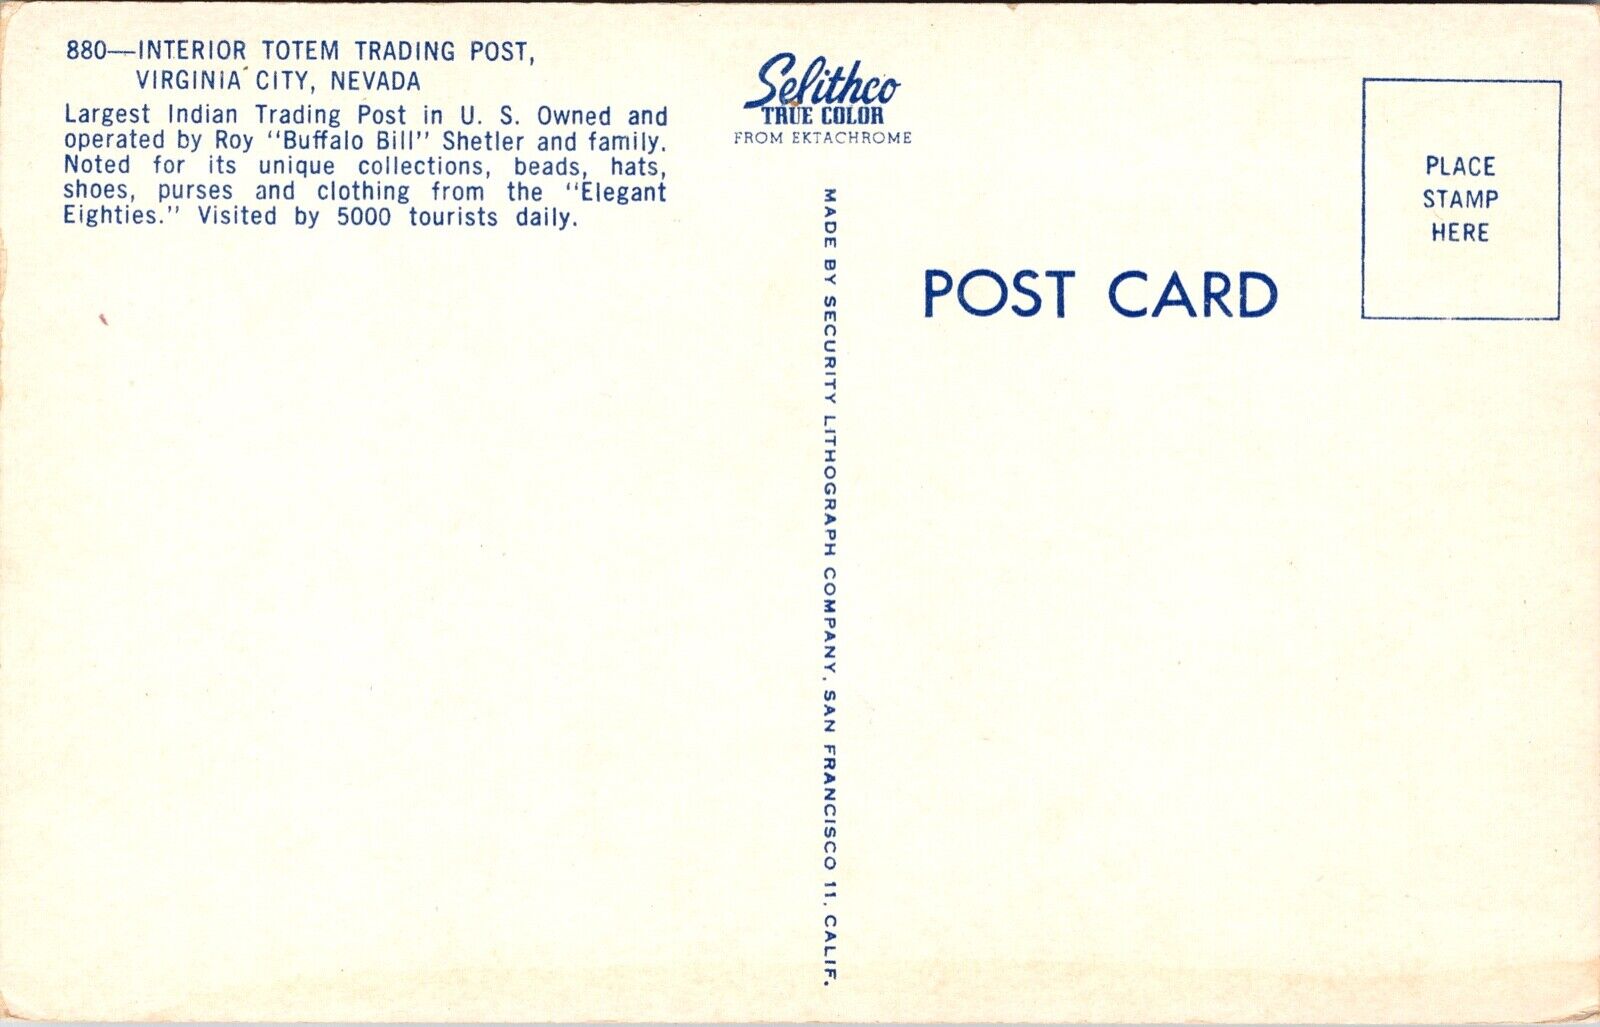 880—INTERIOR TOTEM TRADING POST,
VIRGINIA CITY, NEVADA
Largest Indian Trading Post in U. S. Owned and
operated by Roy "Buffalo Bill" Shetler and family.
Noted for its unique collections, beads, hats,
shoes, purses and clothing from the "Elegant
Eighties." Visited by 5000 tourists daily.
Selithco
TRUE COLOR
FROM EKTACHROME
MADE BY SECURITY LITHOGRAPH COMPANY, SAN FRANCISCO 11, CALIF.
POST CARD
PLACE
STAMP
HERE